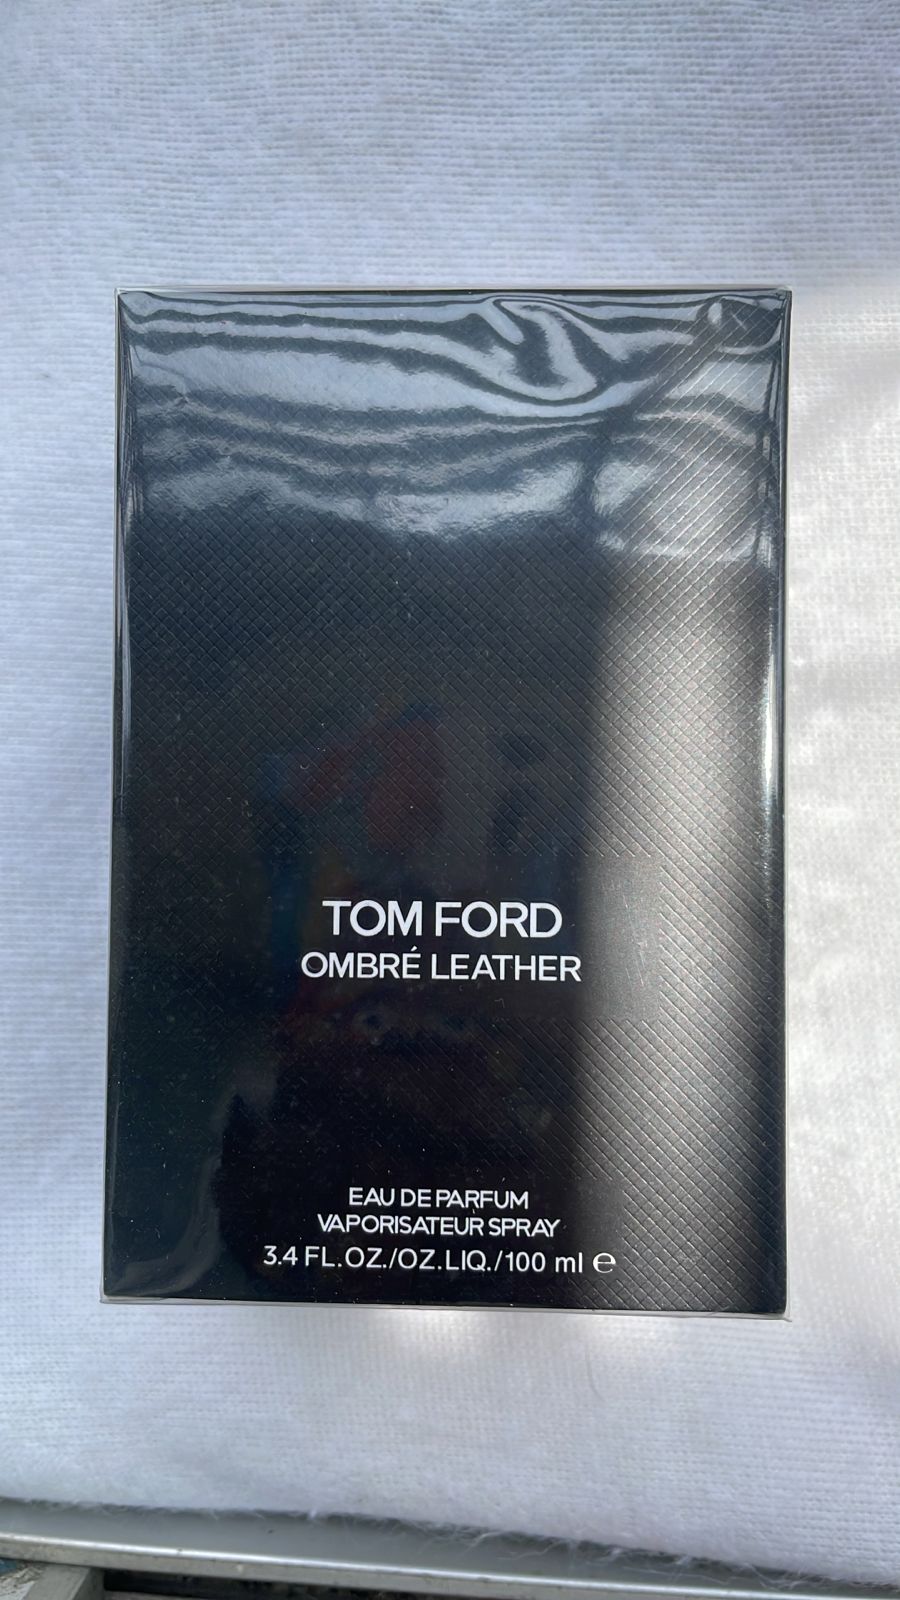 TOM FORD
OMBRÉ LEATHER
EAU DE PARFUM
VAPORISATEUR SPRAY
3.4 FL.OZ./OZ.LIQ./100 ml ℮